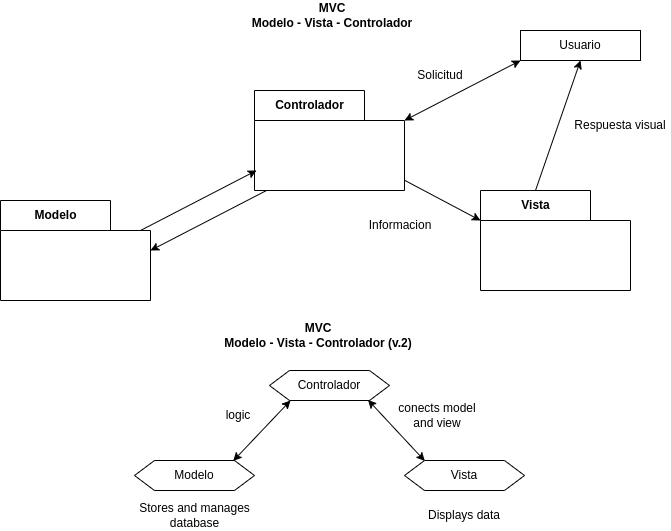 MVC
Modelo - Vista - Controlador
Usuario
Solicitud
Controlador
Respuesta visual
Modelo
Vista
Informacion
MVC
Modelo - Vista - Controlador (v.2)
Controlador
logic
conects model
and view
Modelo
Vista
Stores and manages
database
Displays data